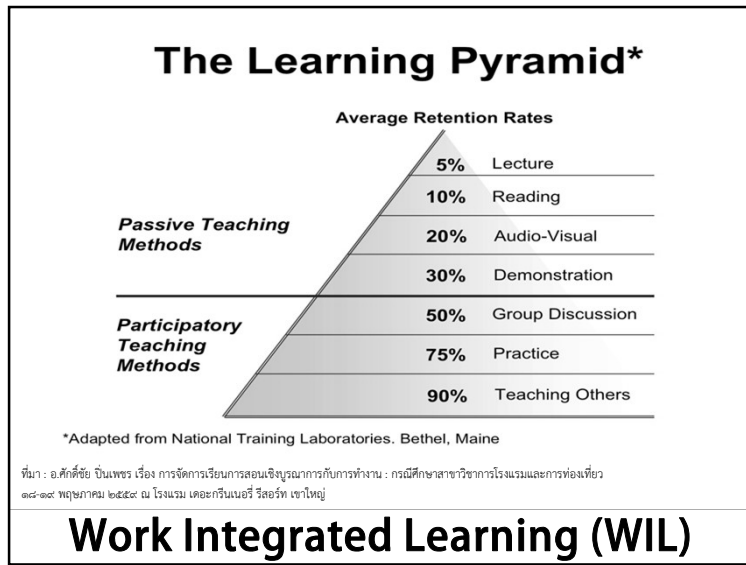 The Learning Pyramid*
Average Retention Rates
5% Lecture
10% Reading
Passive Teaching
Methods
20% Audio-Visual
30% Demonstration
50% Group Discussion
Participatory
Teaching
Methods
75% Practice
90% Teaching Others
*Adapted from National Training Laboratories. Bethel, Maine
ที่มา : อ.ศักดิ์ชัย ปิ่นเพชร เรื่อง การจัดการเรียนการสอนเชิงบูรณาการกับการทำงาน : กรณีศึกษาสาขาวิชาการโรงแรมและการท่องเที่ยว
๑๘-๑๙ พฤษภาคม ๒๕๕๙ ณ โรงแรม เดอะกรีนเนอรี่ รีสอร์ท เขาใหญ่
Work Integrated Learning (WIL)